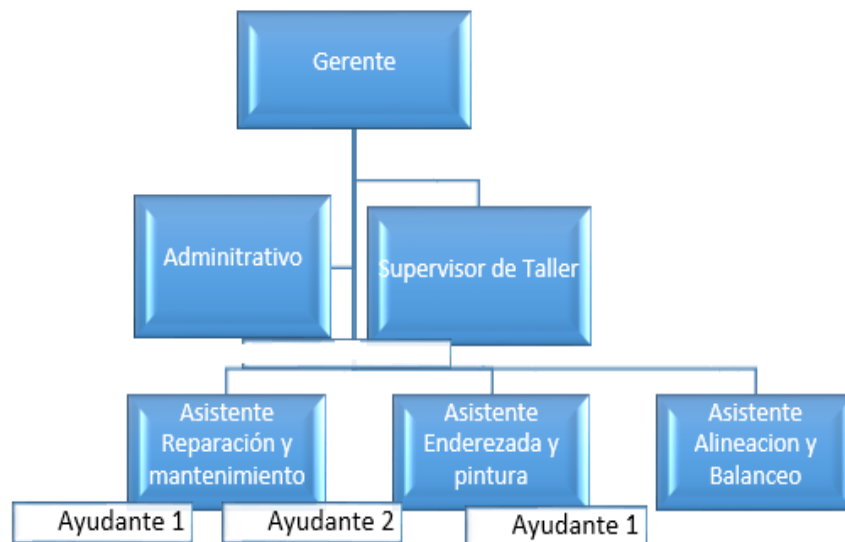 Gerente
Adminitrativo
Supervisor de Taller
Asistente
Reparación y
mantenimiento
Asistente
Enderezada y
pintura
Asistente
Alineacion y
Balanceo
Ayudante 1
Ayudante 2
Ayudante 1